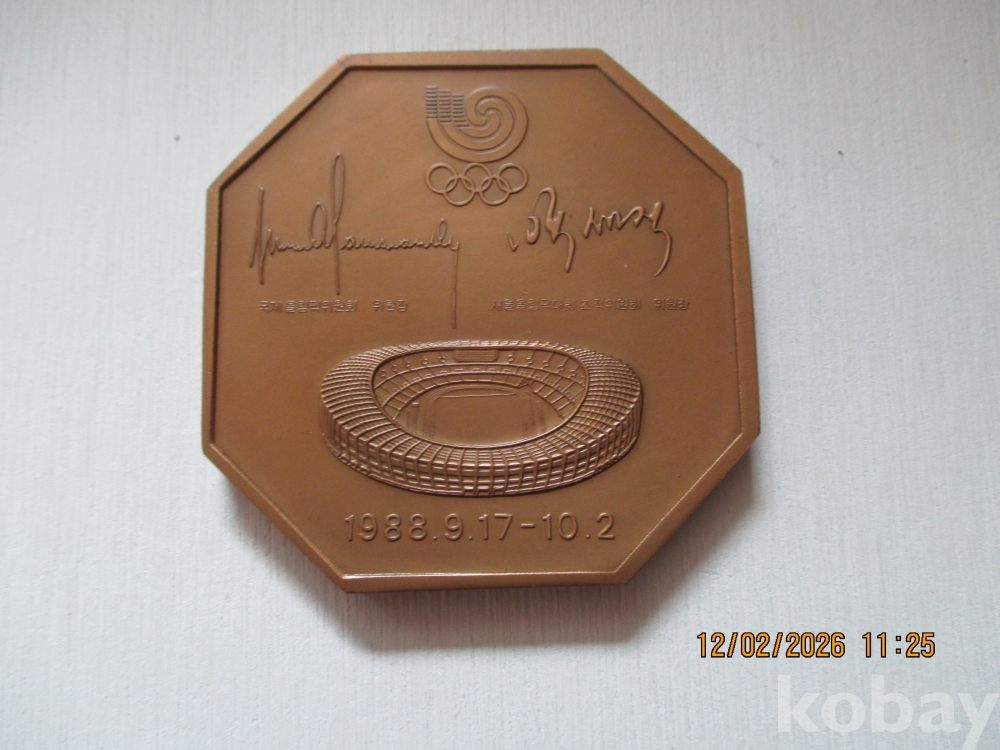 국제올림픽위원회 위원장
서울올림픽대회 조직위원회 위원장
1988.9.17-10.2
12/02/2026 11:25
kobay